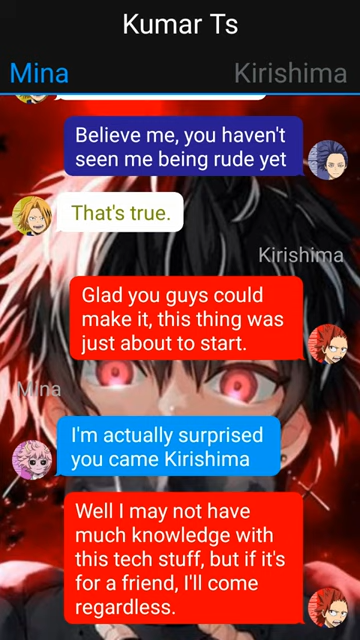 Kumar Ts
Mina
Kirishima
Believe me, you haven't
seen me being rude yet
That's true.
Kirishima
Glad you guys could
make it, this thing was
just about to start.
Mina
I'm actually surprised
you came Kirishima
Well I may not have
much knowledge with
this tech stuff, but if it's
for a friend, I'll come
regardless.